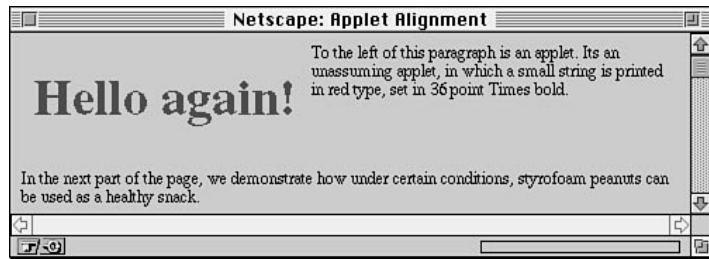 Netscape: Applet Alignment
Hello again!
To the left of this paragraph is an applet. Its an
unassuming applet, in which a small string is printed
in red type, set in 36 point Times bold.
In the next part of the page, we demonstrate how under certain conditions, styrofoam peanuts can
be used as a healthy snack.